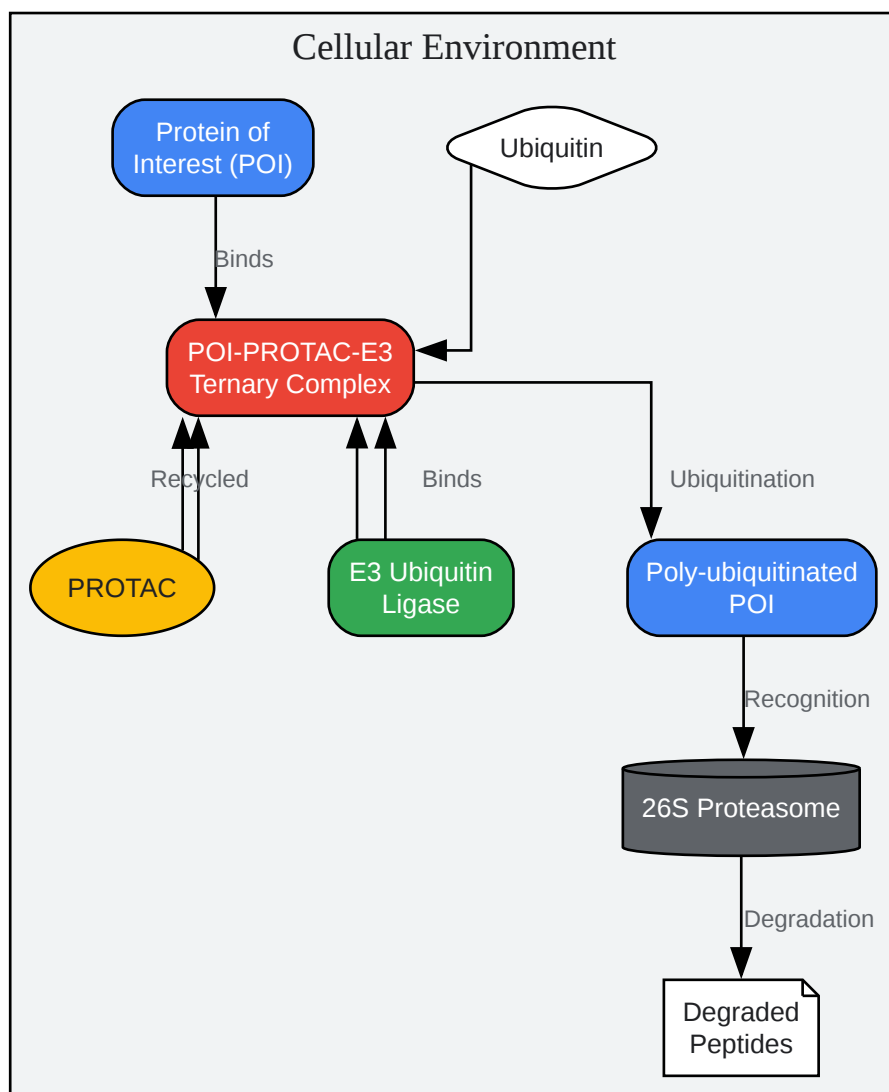 Cellular Environment
Protein of
Interest (POI)
Ubiquitin
Binds
POI-PROTAC-E3
Ternary Complex
Recycled
Binds
Ubiquitination
PROTAC
E3 Ubiquitin
Ligase
Poly-ubiquitinated
POI
Recognition
26S Proteasome
Degradation
Degraded
Peptides